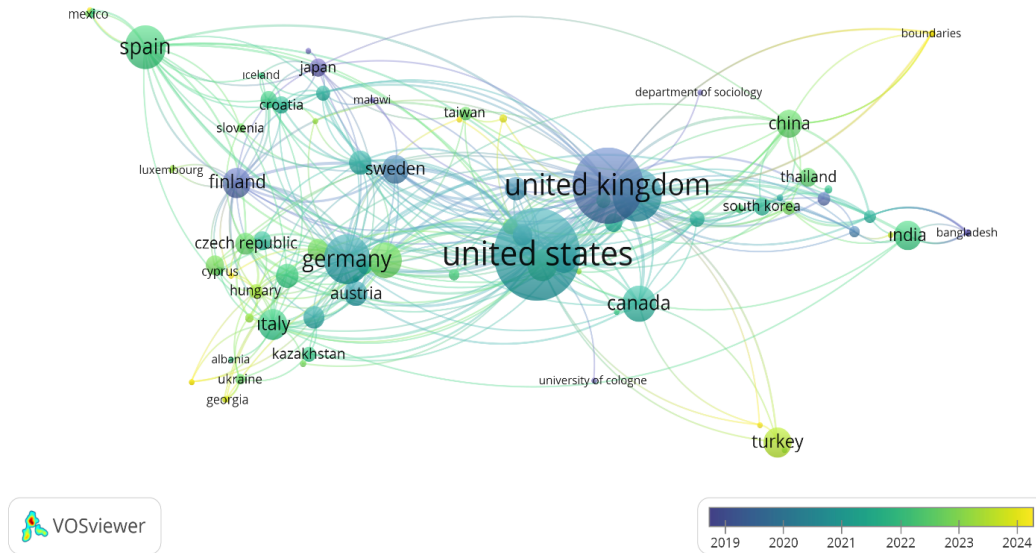 mexico
spain
boundaries
japan
ıceland
malawi
department of sociology
croatia
taiwan
china
slovenia
luxembourg
sweden
finland
united kingdom
thailand
south korea
czech republic
united states
india
bangladesh
cyprus
germany
hungary
austria
canada
ıtaly
kazakhstan
albania
ukraine
university of cologne
georgia
turkey
VOSviewer
2019 2020 2021 2022 2023 2024